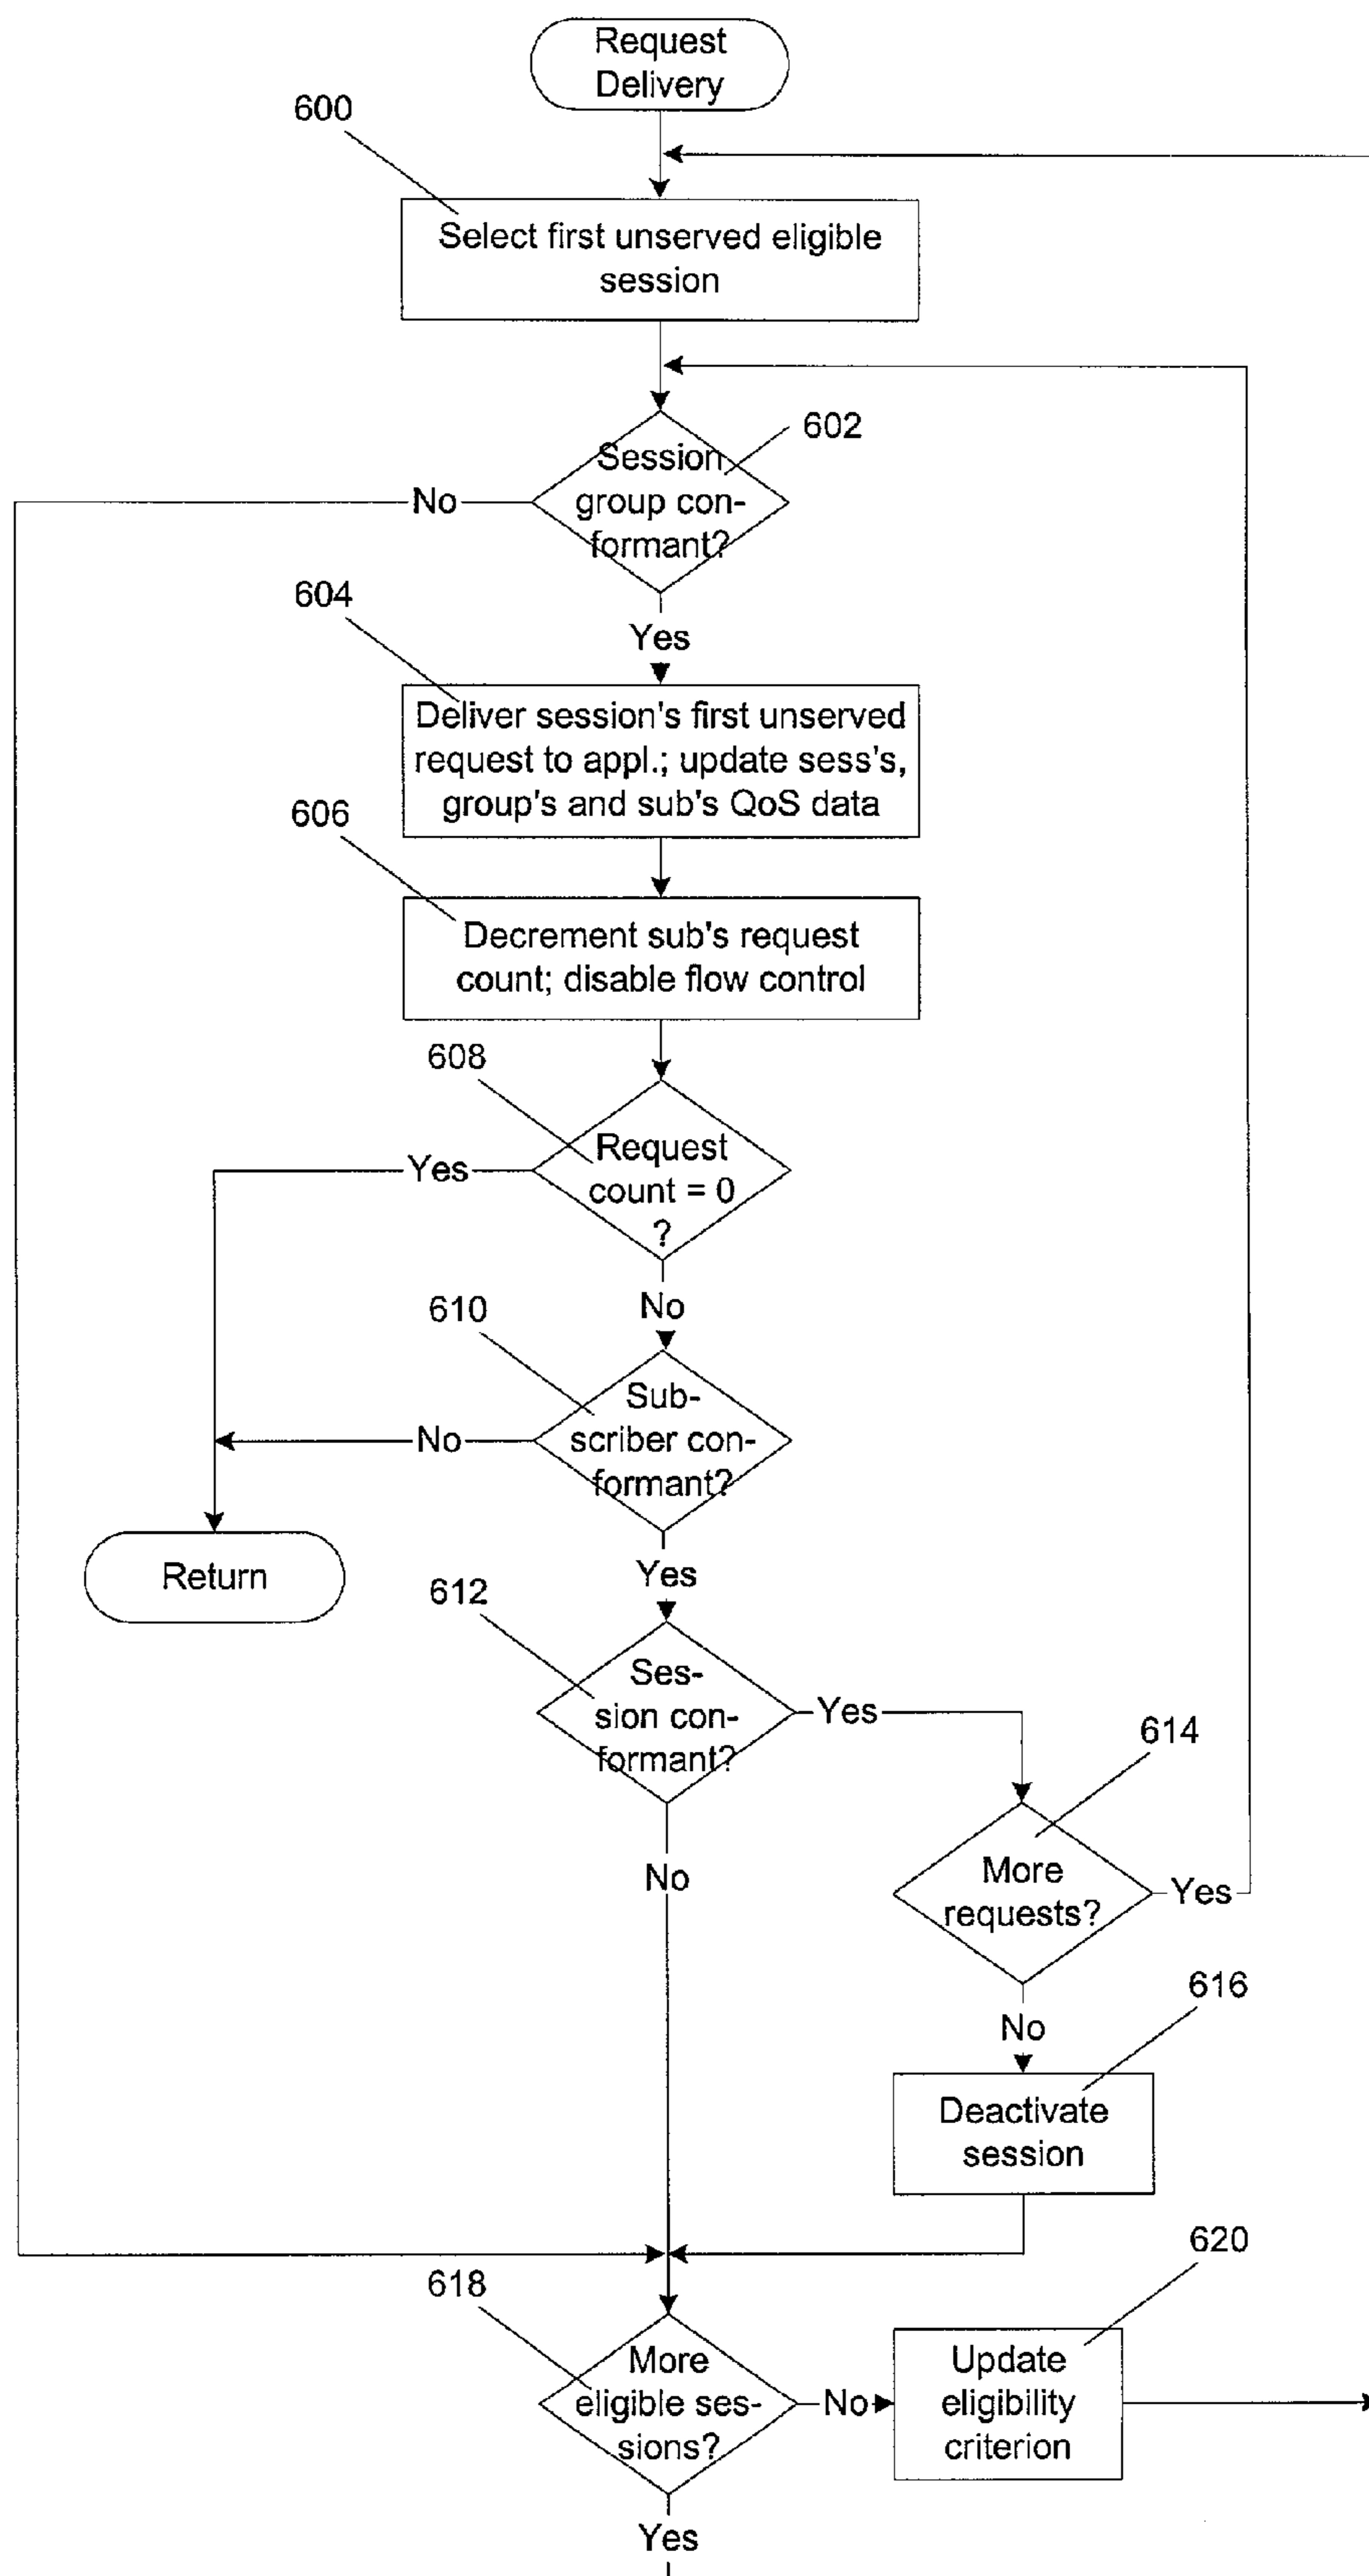 Request
Delivery
600
Select first unserved eligible
session
602
Session
group con-
formant?
No
604
Yes
Deliver session's first unserved
request to appl.; update sess's,
group's and sub's QoS data
606
Decrement sub's request
count; disable flow control
608
Request
count = 0
?
Yes
No
610
Sub-
scriber con-
formant?
No
Return
Yes
612
Ses-
sion con-
formant?
Yes
614
More
requests?
Yes
No
616
No
Deactivate
session
620
618
More
eligible ses-
sions?
No
Update
eligibility
criterion
Yes